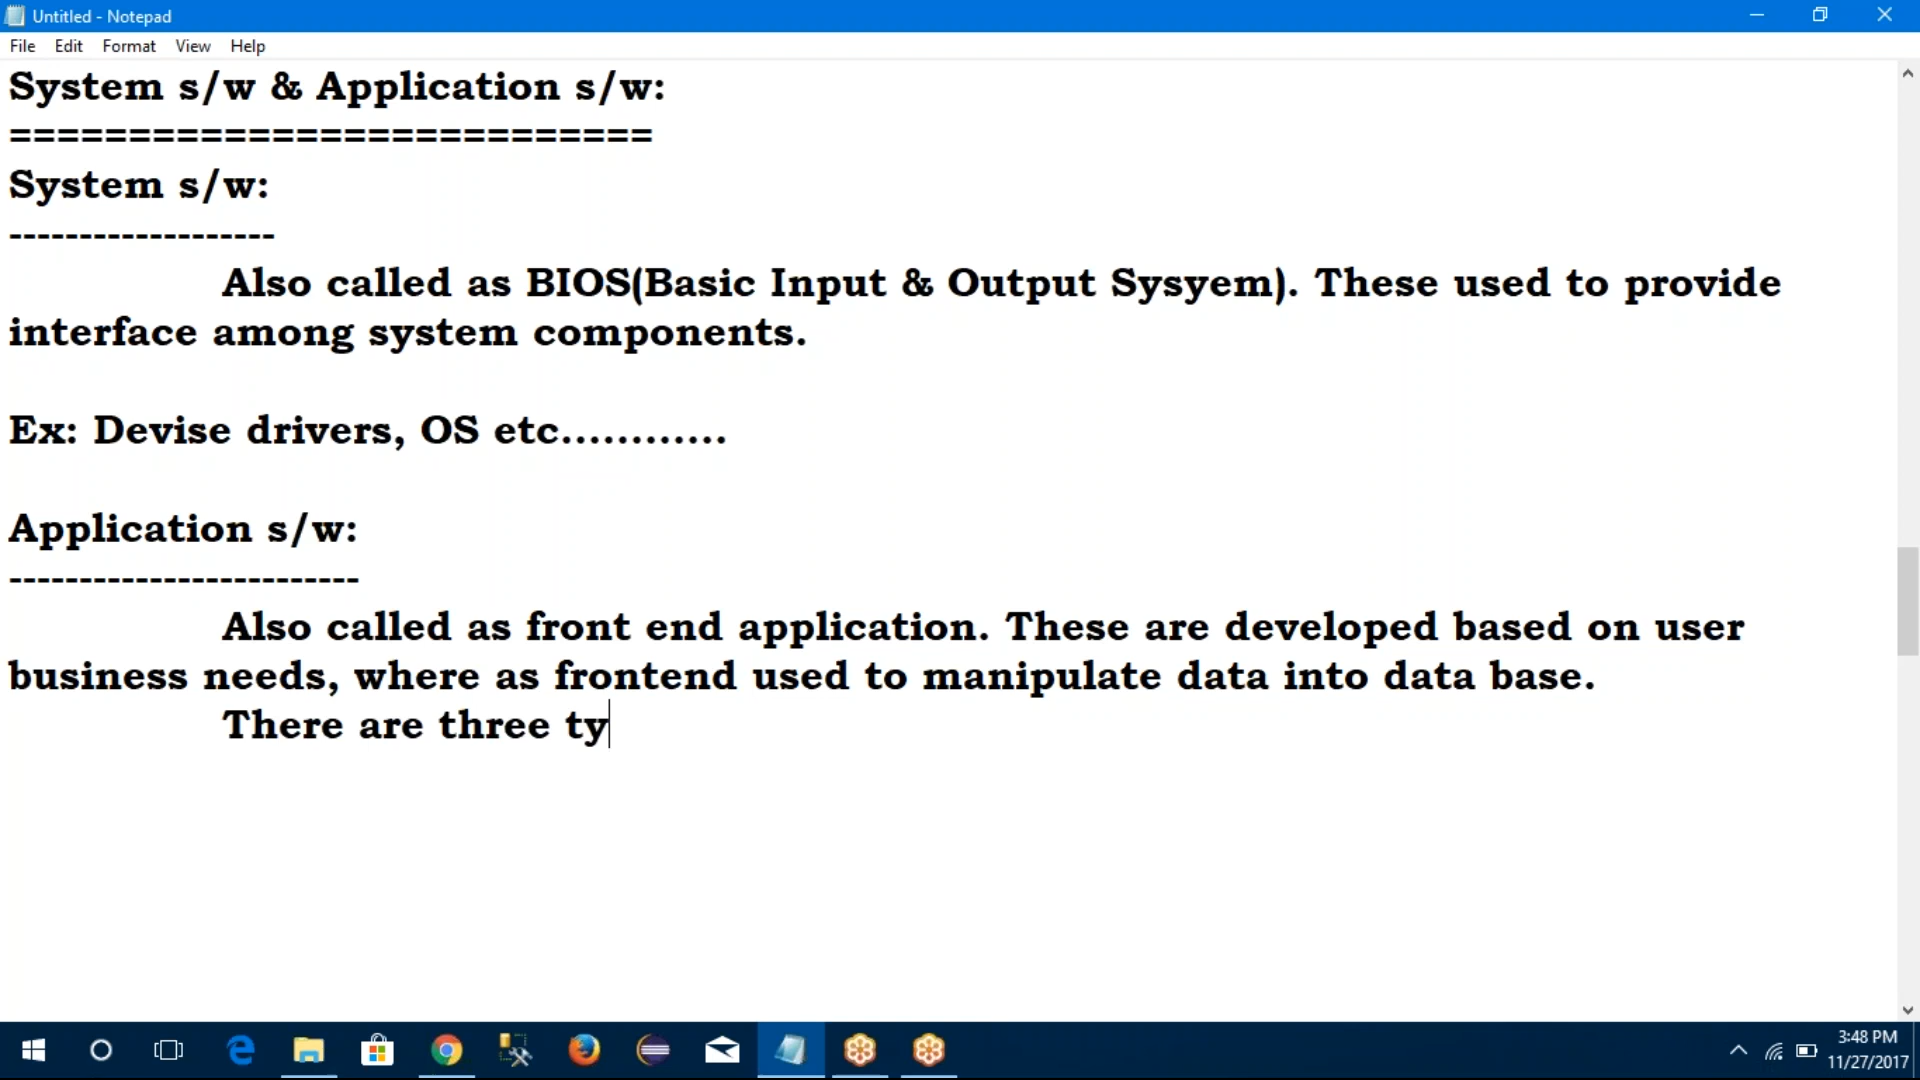 Untitled - Notepad
File Edit Format View Help
System s/w & Application s/w:
===========================
System s/w:
-------------------
Also called as BIOS(Basic Input & Output Sysyem). These used to provide
interface among system components.
Ex: Devise drivers, OS etc............
Application s/w:
-------------------------
Also called as front end application. These are developed based on user
business needs, where as frontend used to manipulate data into data base.
There are three ty
3:48 PM
11/27/2017